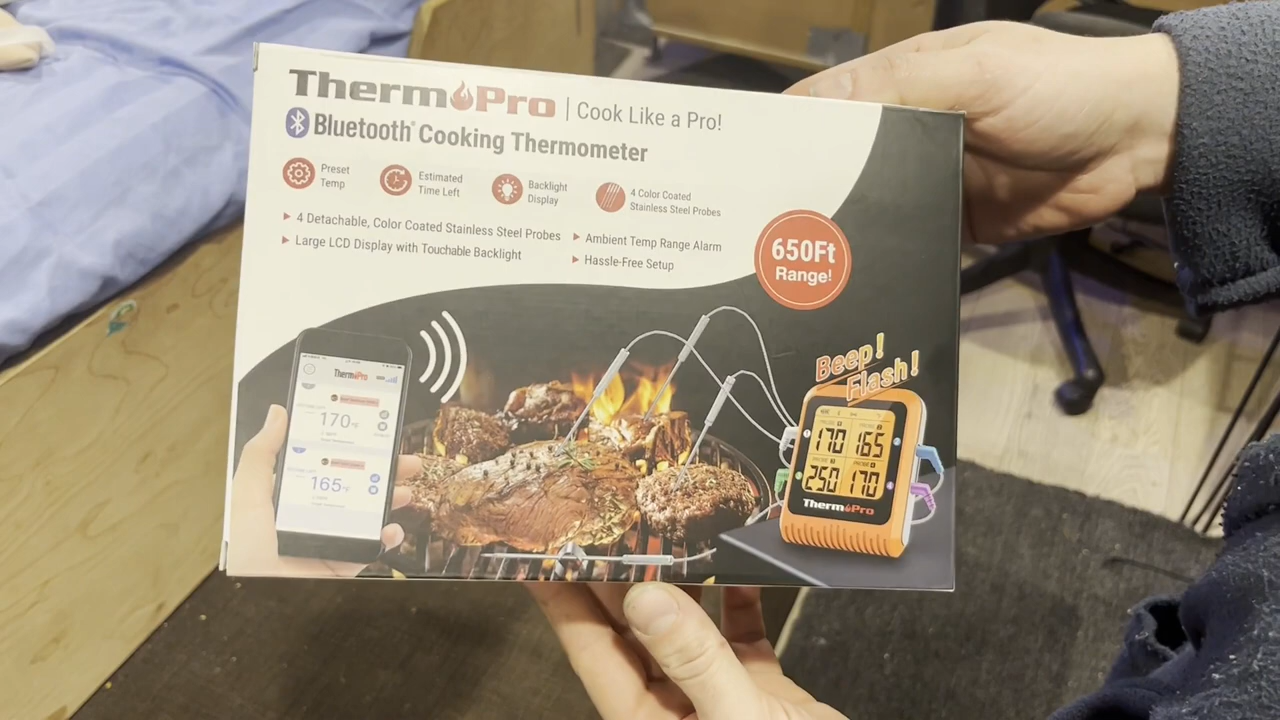 ThermoPro | Cook Like a Pro!
Bluetooth® Cooking Thermometer
Preset
Temp
Estimated
Time Left
Backlight
Display
4 Color Coated
Stainless Steel Probes
4 Detachable, Color Coated Stainless Steel Probes
Large LCD Display with Touchable Backlight
Ambient Temp Range Alarm
Hassle-Free Setup
650Ft
Range!
Beep!
Flash!
ThermoPro
170°F
165°F
170 165
250 170
ThermoPro